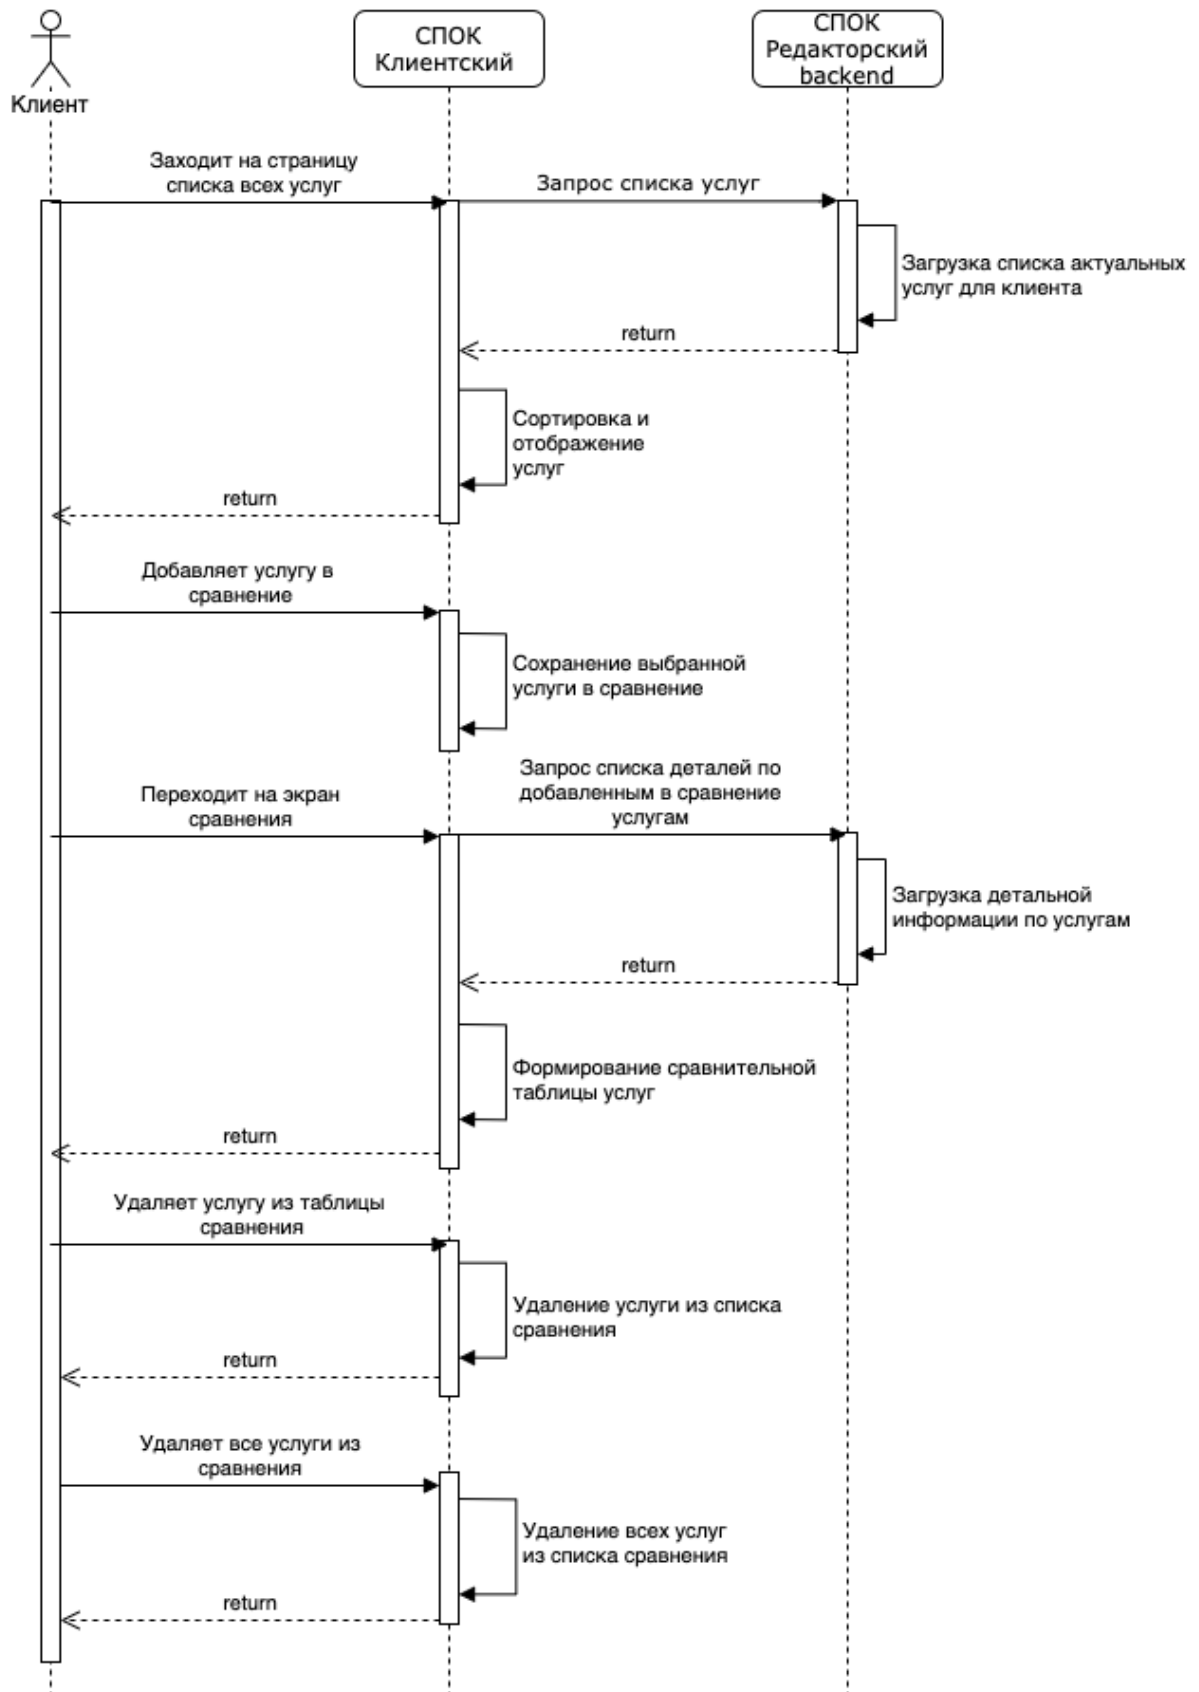 Клиент
СПОК
Клиентский
СПОК
Редакторский
backend
Заходит на страницу
списка всех услуг
Запрос списка услуг
Загрузка списка актуальных
услуг для клиента
return
Сортировка и
отображение
услуг
return
Добавляет услугу в
сравнение
Сохранение выбранной
услуги в сравнение
Переходит на экран
сравнения
Запрос списка деталей по
добавленным в сравнение
услугам
Загрузка детальной
информации по услугам
return
Формирование сравнительной
таблицы услуг
return
Удаляет услугу из таблицы
сравнения
Удаление услуги из списка
сравнения
return
Удаляет все услуги из
сравнения
Удаление всех услуг
из списка сравнения
return